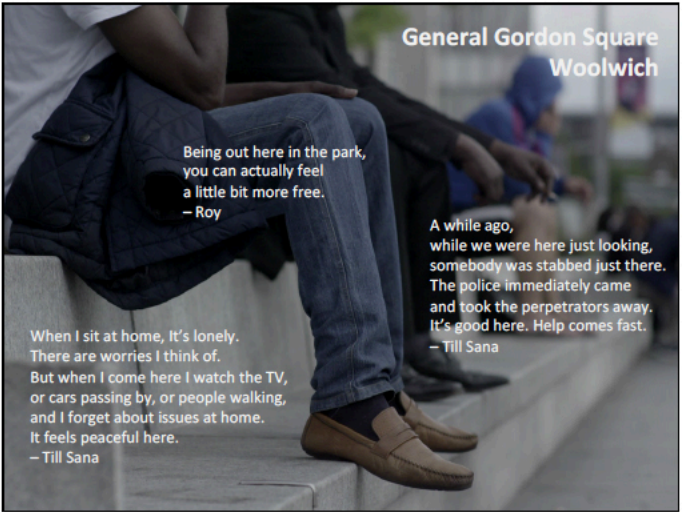 General Gordon Square
Woolwich
Being out here in the park,
you can actually feel
a little bit more free.
– Roy
A while ago,
while we were here just looking,
somebody was stabbed just there.
The police immediately came
and took the perpetrators away.
It’s good here. Help comes fast.
– Till Sana
When I sit at home, It’s lonely.
There are worries I think of.
But when I come here I watch the TV,
or cars passing by, or people walking,
and I forget about issues at home.
It feels peaceful here.
– Till Sana